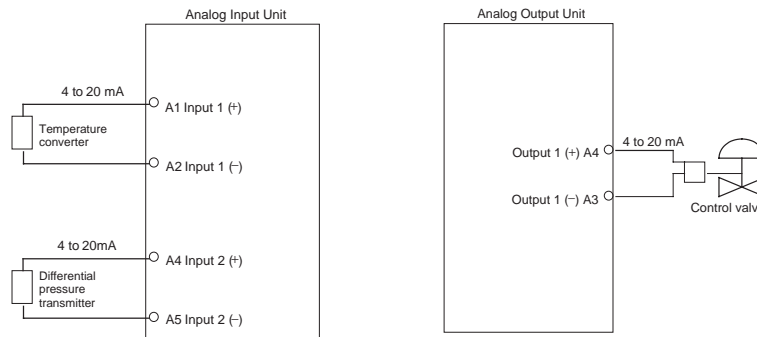 Analog Input Unit
4 to 20 mA
A1 Input 1 (+)
Temperature
converter
A2 Input 1 (−)
4 to 20mA
A4 Input 2 (+)
Differential
pressure
transmitter
A5 Input 2 (−)
Analog Output Unit
Output 1 (+) A4
4 to 20 mA
Output 1 (−) A3
Control valv